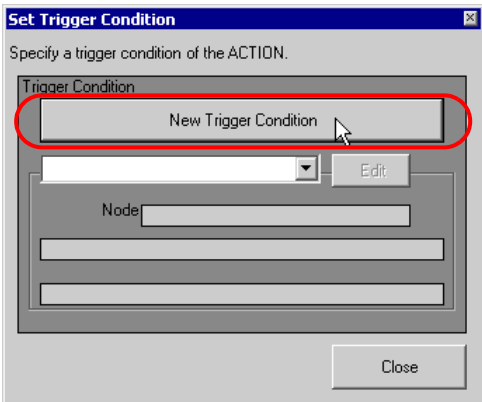 Set Trigger Condition
Specify a trigger condition of the ACTION.
Trigger Condition
New Trigger Condition
Edit
Node
Close